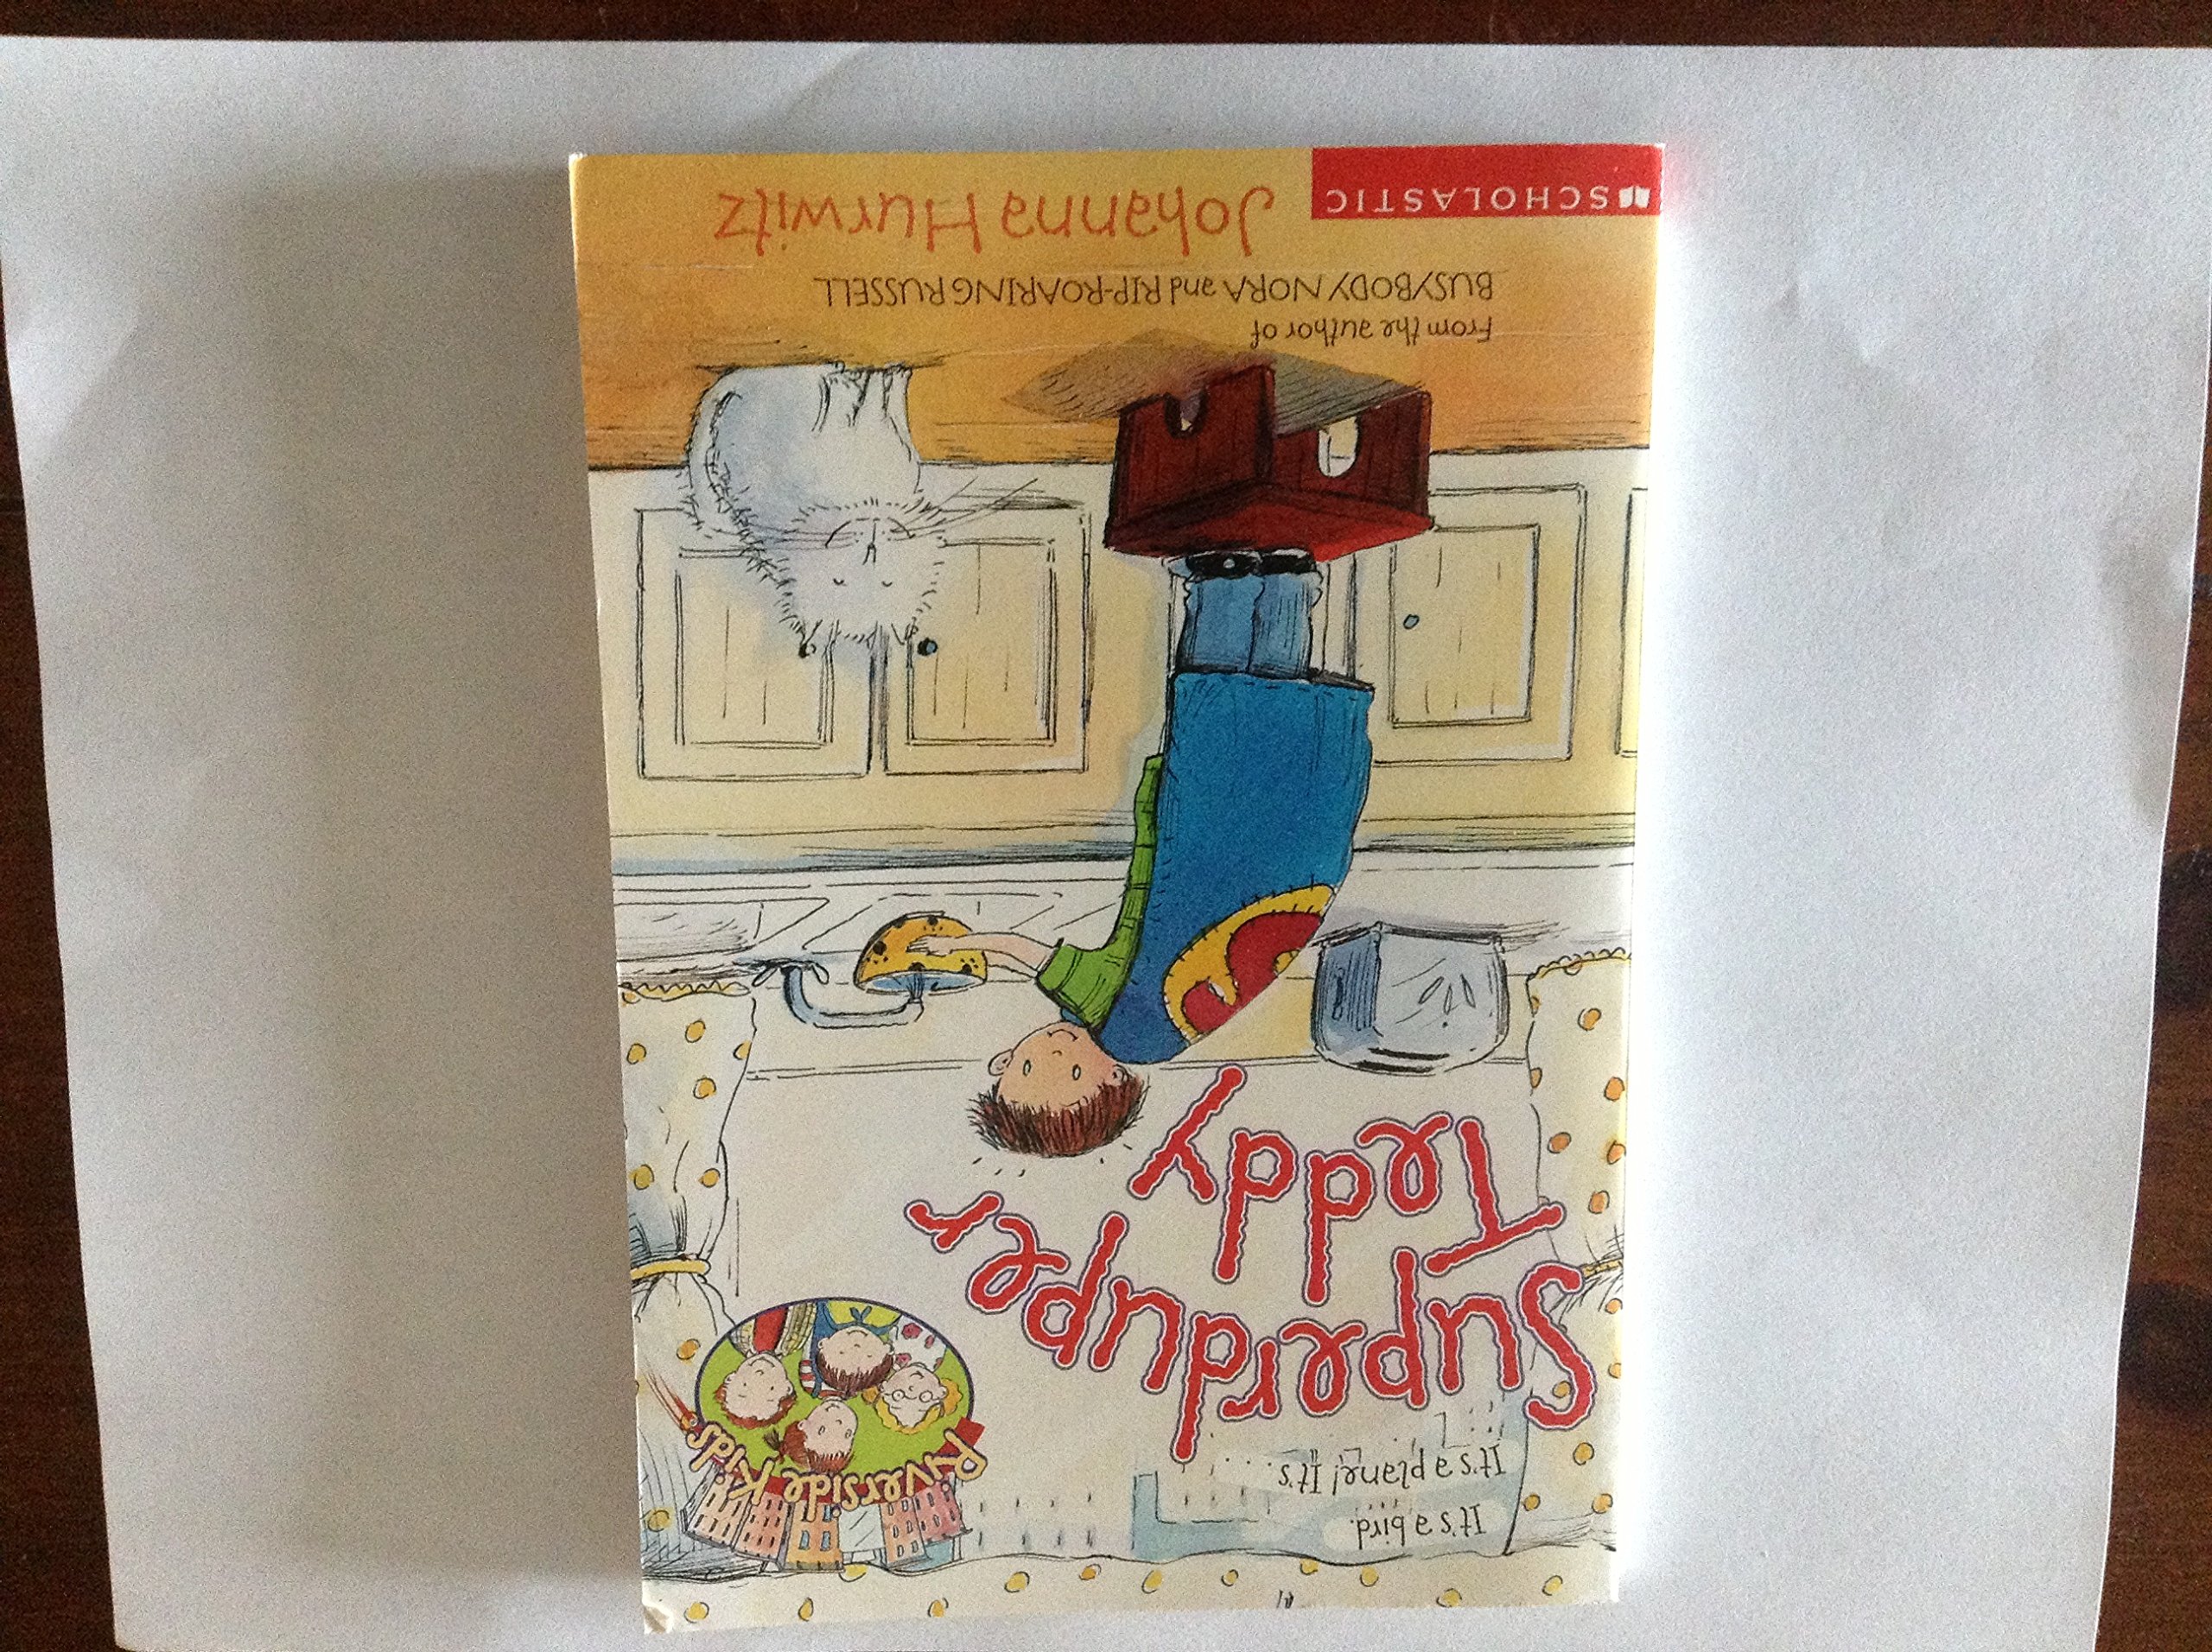 It's a bird.
It's a plane! It's
Superduper
Teddy
Riverside Kids
From the author of
BUSYBODY NORA and RIP-ROARING RUSSELL
Johanna Hurwitz
SCHOLASTIC